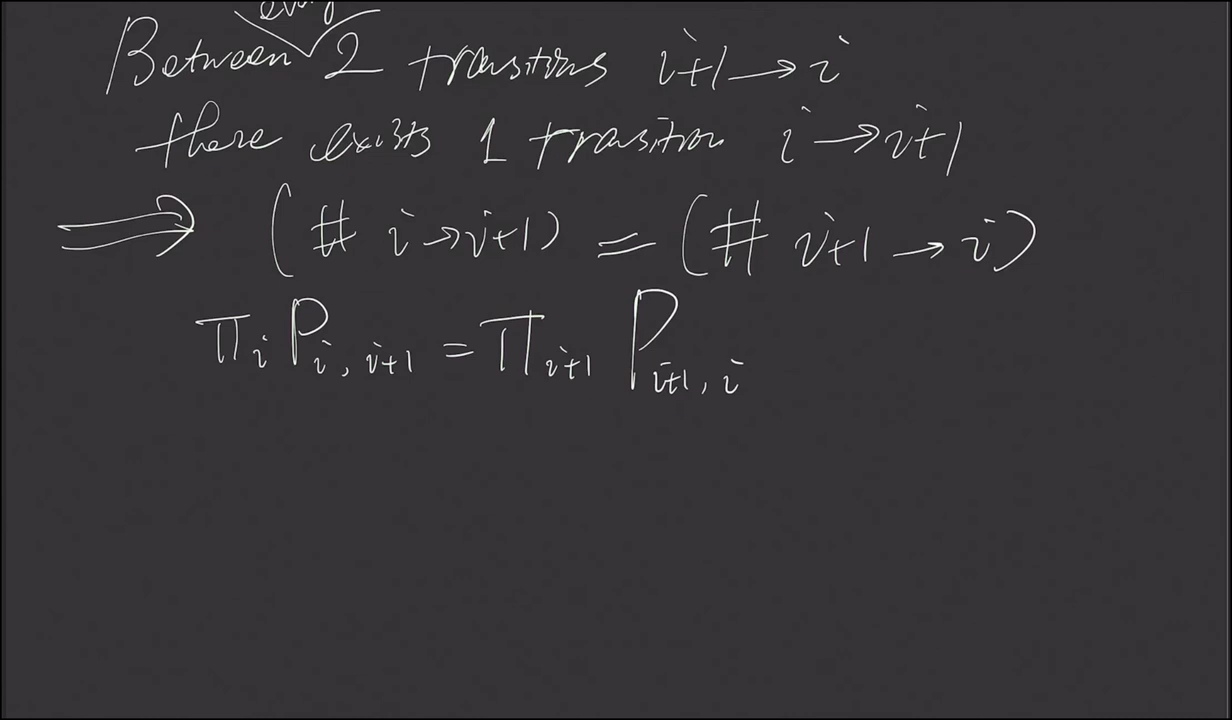 every
Between 2 transitions i+1 → i
there exists 1 transition i → i+1
⟹ (# i → i+1) = (# i+1 → i)
π_i P_{i, i+1} = π_{i+1} P_{i+1, i}